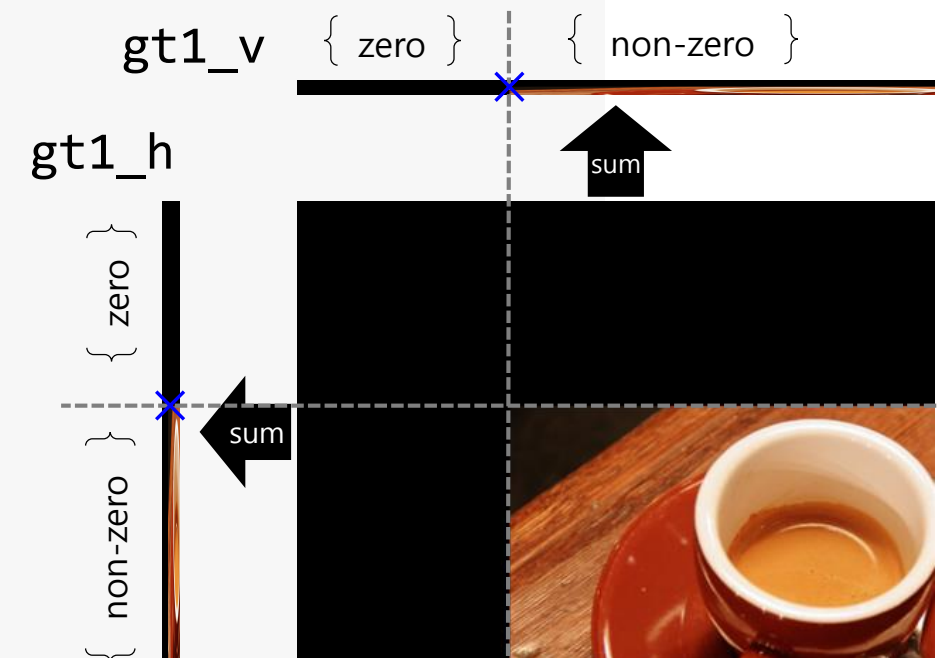 gt1_v { zero } { non-zero }
sum
gt1_h
{ zero }
sum
{ non-zero }